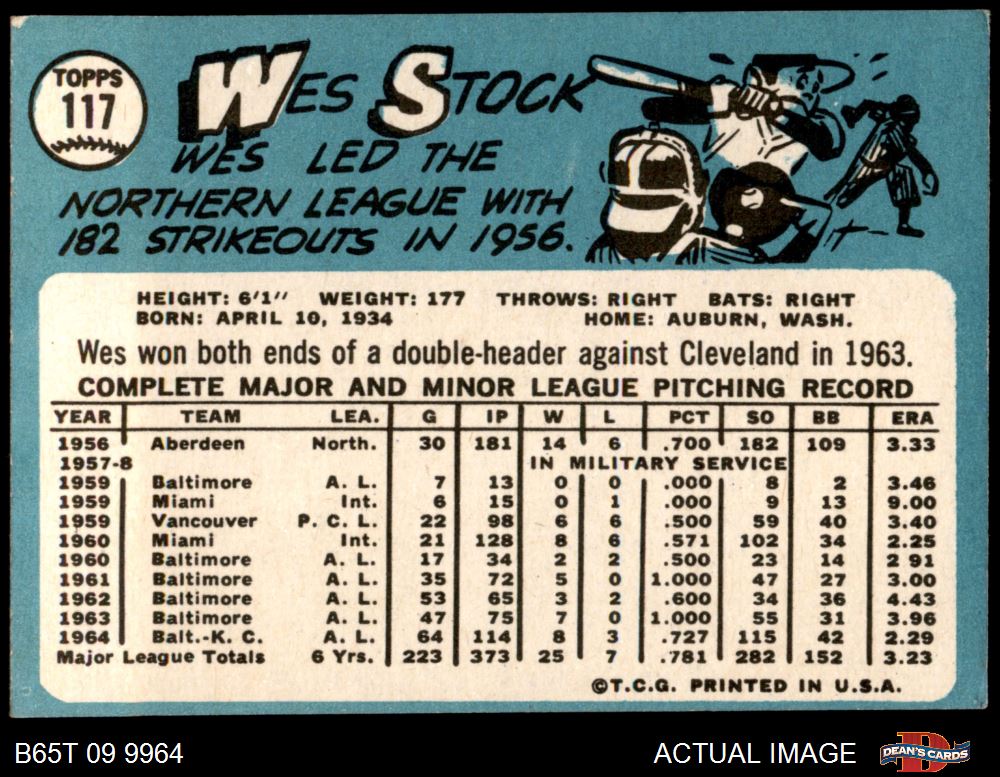 TOPPS
117
WES STOCK
WES LED THE
NORTHERN LEAGUE WITH
182 STRIKEOUTS IN 1956.
HEIGHT: 6'1" WEIGHT: 177 THROWS: RIGHT BATS: RIGHT
BORN: APRIL 10, 1934 HOME: AUBURN, WASH.
Wes won both ends of a double-header against Cleveland in 1963.
COMPLETE MAJOR AND MINOR LEAGUE PITCHING RECORD
YEAR TEAM LEA. G IP W L PCT SO BB ERA
1956 Aberdeen North. 30 181 14 6 .700 182 109 3.33
1957-8 IN MILITARY SERVICE
1959 Baltimore A. L. 7 13 0 0 .000 8 2 3.46
1959 Miami Int. 6 15 0 1 .000 9 13 9.00
1959 Vancouver P. C. L. 22 98 6 6 .500 59 40 3.40
1960 Miami Int. 21 128 8 6 .571 102 34 2.25
1960 Baltimore A. L. 17 34 2 2 .500 23 14 2 91
1961 Baltimore A. L. 35 72 5 0 1.000 47 27 3.00
1962 Baltimore A. L. 53 65 3 2 .600 34 36 4.43
1963 Baltimore A. L. 47 75 7 0 1.000 55 31 3.96
1964 Balt.-K. C. A. L. 64 114 8 3 .727 115 42 2.29
Major League Totals 6 Yrs. 223 373 25 7 .781 282 152 3.23
©T.C.G. PRINTED IN U.S.A.
B65T 09 9964 ACTUAL IMAGE DEAN'S CARDS